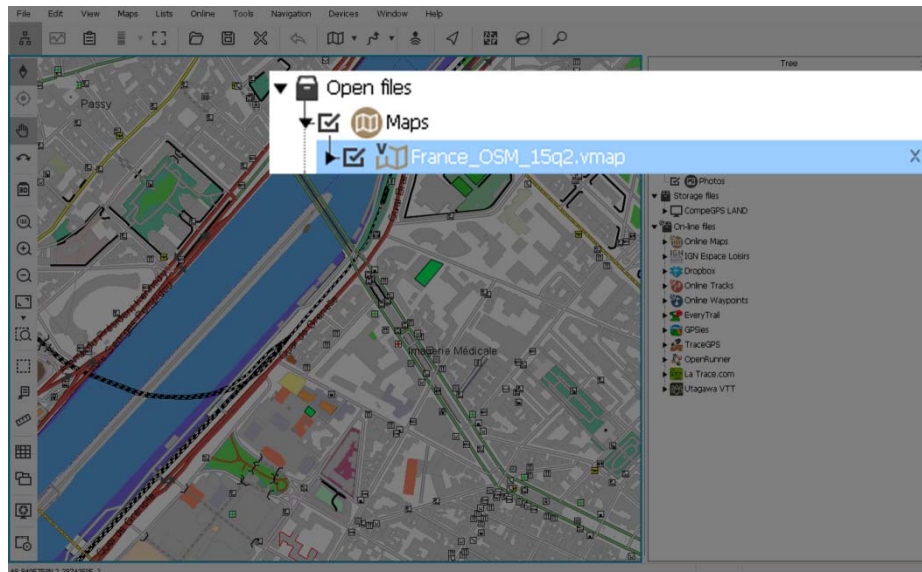 File Edit View Maps Lists Online Tools Navigation Devices Window Help
Tree
Open files
Maps
France_OSM_15q2.vmap
Photos
Storage files
CompeGPS LAND
On-line files
Online Maps
IGN Espace Loisirs
Dropbox
Online Tracks
Online Waypoints
EveryTrail
GPSies
TraceGPS
OpenRunner
La Trace.com
Utagawa VTT
Passy
Imagerie Médicale
3D